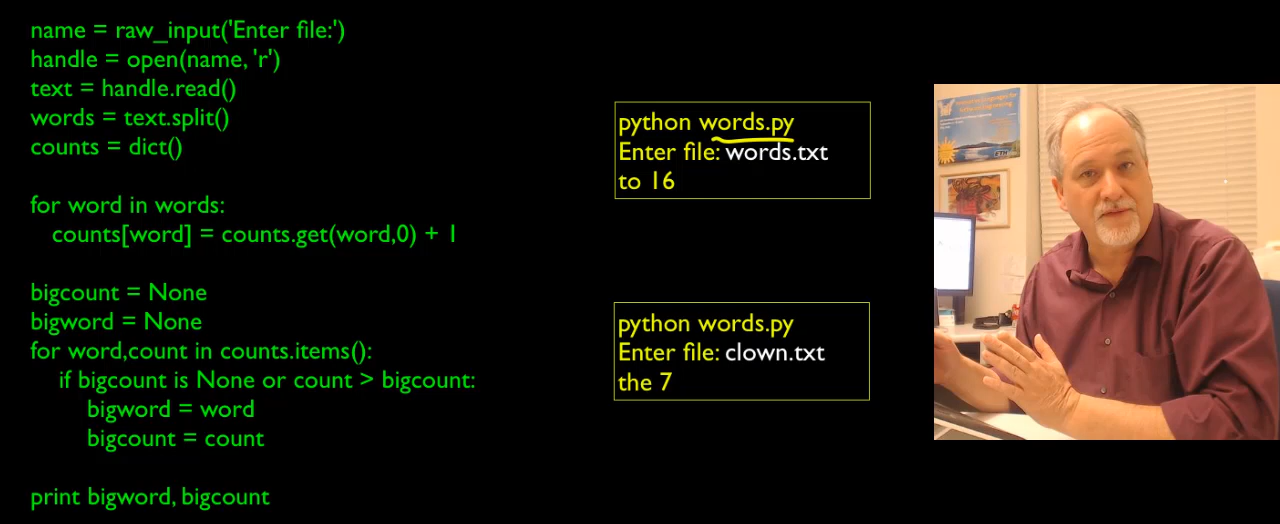 name = raw_input('Enter file:')
handle = open(name, 'r')
text = handle.read()
words = text.split()
counts = dict()
for word in words:
counts[word] = counts.get(word,0) + 1
bigcount = None
bigword = None
for word,count in counts.items():
if bigcount is None or count > bigcount:
bigword = word
bigcount = count
print bigword, bigcount
python words.py
Enter file: words.txt
to 16
python words.py
Enter file: clown.txt
the 7
ETH